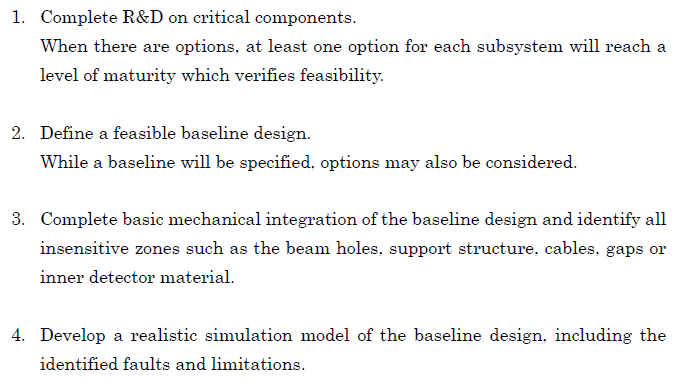 1. Complete R&D on critical components.
When there are options, at least one option for each subsystem will reach a
level of maturity which verifies feasibility.
2. Define a feasible baseline design.
While a baseline will be specified, options may also be considered.
3. Complete basic mechanical integration of the baseline design and identify all
insensitive zones such as the beam holes, support structure, cables, gaps or
inner detector material.
4. Develop a realistic simulation model of the baseline design, including the
identified faults and limitations.